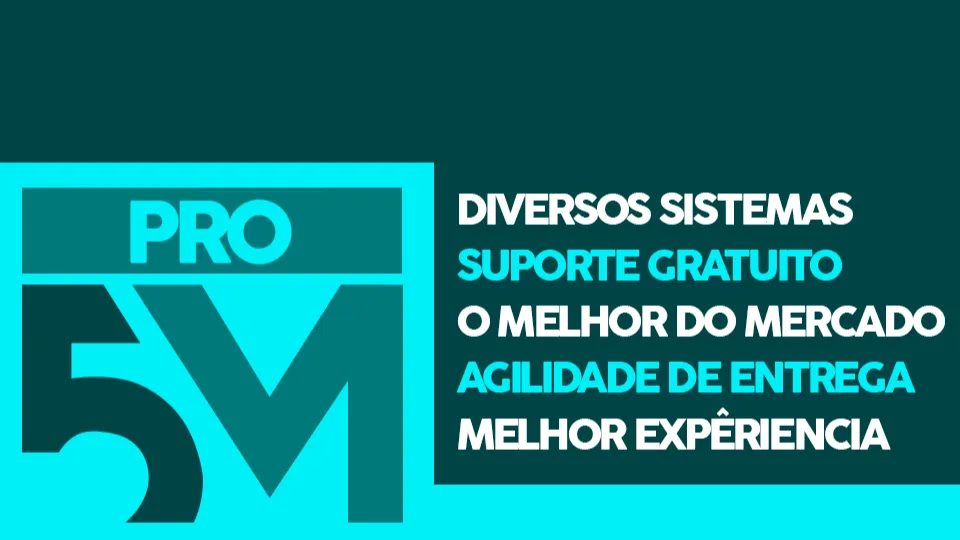 PRO
5M
DIVERSOS SISTEMAS
SUPORTE GRATUITO
O MELHOR DO MERCADO
AGILIDADE DE ENTREGA
MELHOR EXPÊRIENCIA